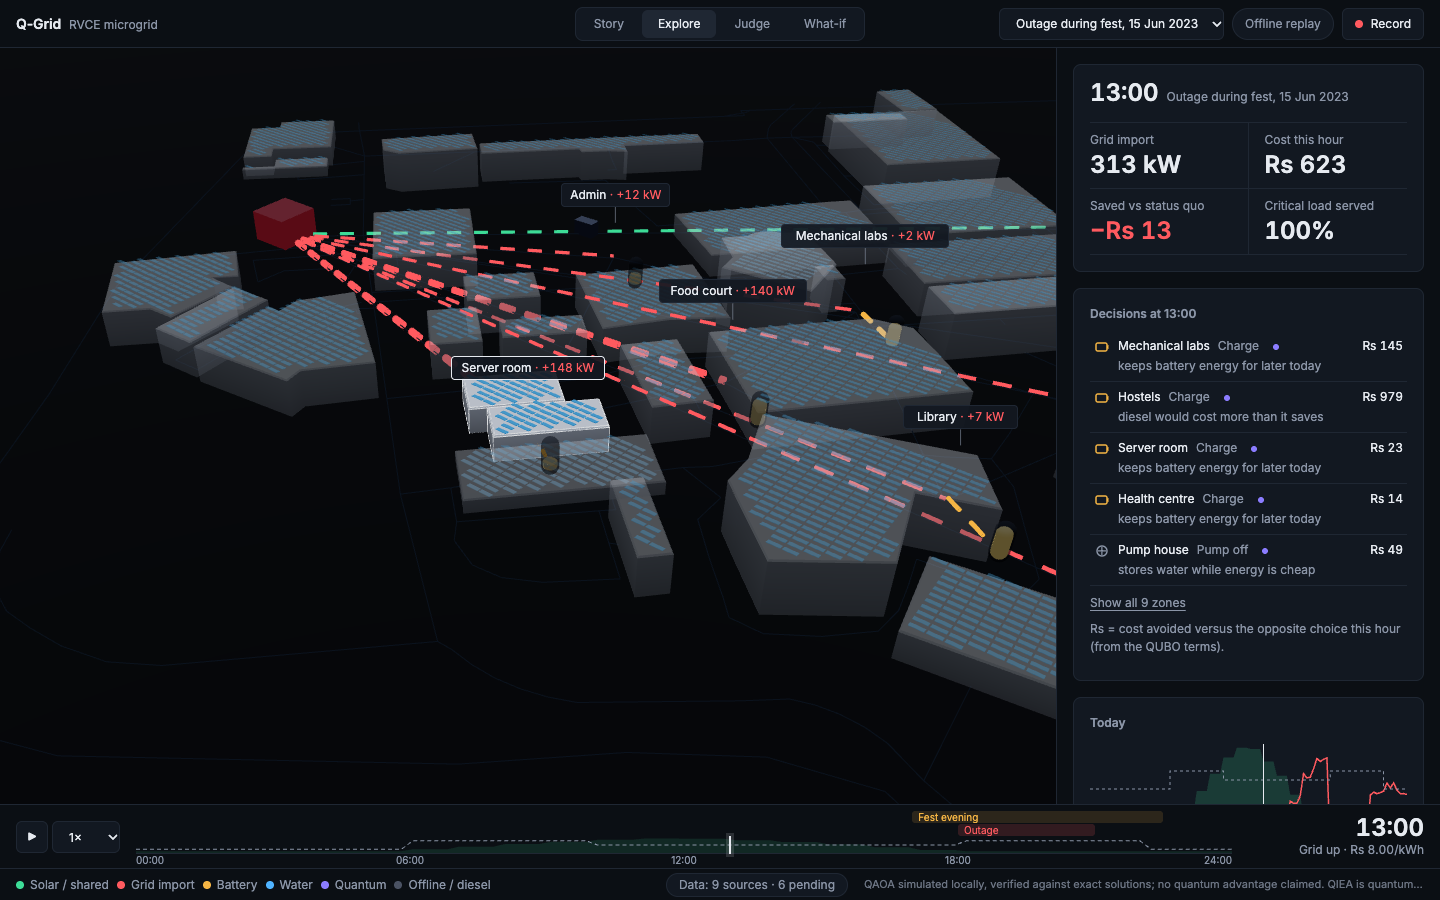 Q-Grid RVCE microgrid
Story Explore Judge What-if
Outage during fest, 15 Jun 2023 Offline replay Record
Admin · +12 kW
Mechanical labs · +2 kW
Food court · +140 kW
Server room · +148 kW
Library · +7 kW
13:00 Outage during fest, 15 Jun 2023
Grid import Cost this hour
313 kW Rs 623
Saved vs status quo Critical load served
−Rs 13 100%
Decisions at 13:00
Mechanical labs Charge Rs 145
keeps battery energy for later today
Hostels Charge Rs 979
diesel would cost more than it saves
Server room Charge Rs 23
keeps battery energy for later today
Health centre Charge Rs 14
keeps battery energy for later today
Pump house Pump off Rs 49
stores water while energy is cheap
Show all 9 zones
Rs = cost avoided versus the opposite choice this hour
(from the QUBO terms).
Today
1×
Fest evening
Outage
00:00 06:00 12:00 18:00 24:00
13:00
Grid up · Rs 8.00/kWh
Solar / shared Grid import Battery Water Quantum Offline / diesel
Data: 9 sources · 6 pending
QAOA simulated locally, verified against exact solutions; no quantum advantage claimed. QIEA is quantum...